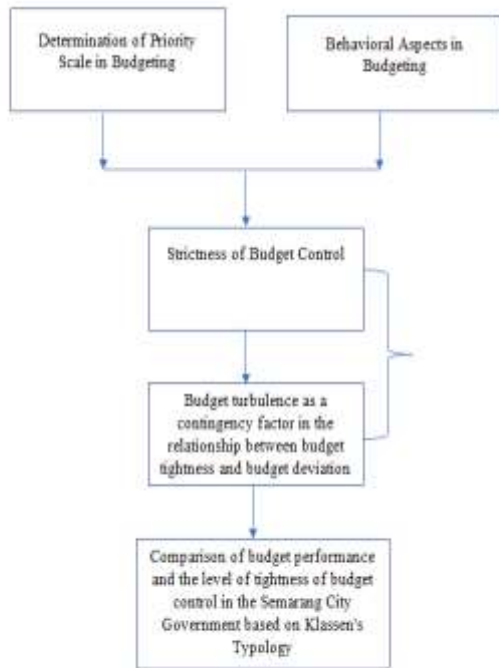 Determination of Priority
Scale in Budgeting
Behavioral Aspects in
Budgeting
Strictness of Budget Control
Budget turbulence as a
contingency factor in the
relationship between budget
tightness and budget deviation
Comparison of budget performance
and the level of tightness of budget
control in the Semarang City
Government based on Klassen's
Typology